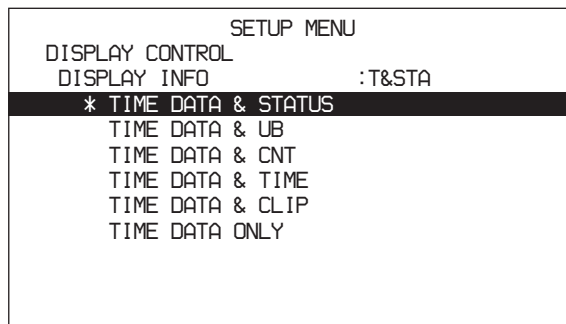 SETUP MENU
DISPLAY CONTROL
DISPLAY INFO :T&STA
* TIME DATA & STATUS
TIME DATA & UB
TIME DATA & CNT
TIME DATA & TIME
TIME DATA & CLIP
TIME DATA ONLY